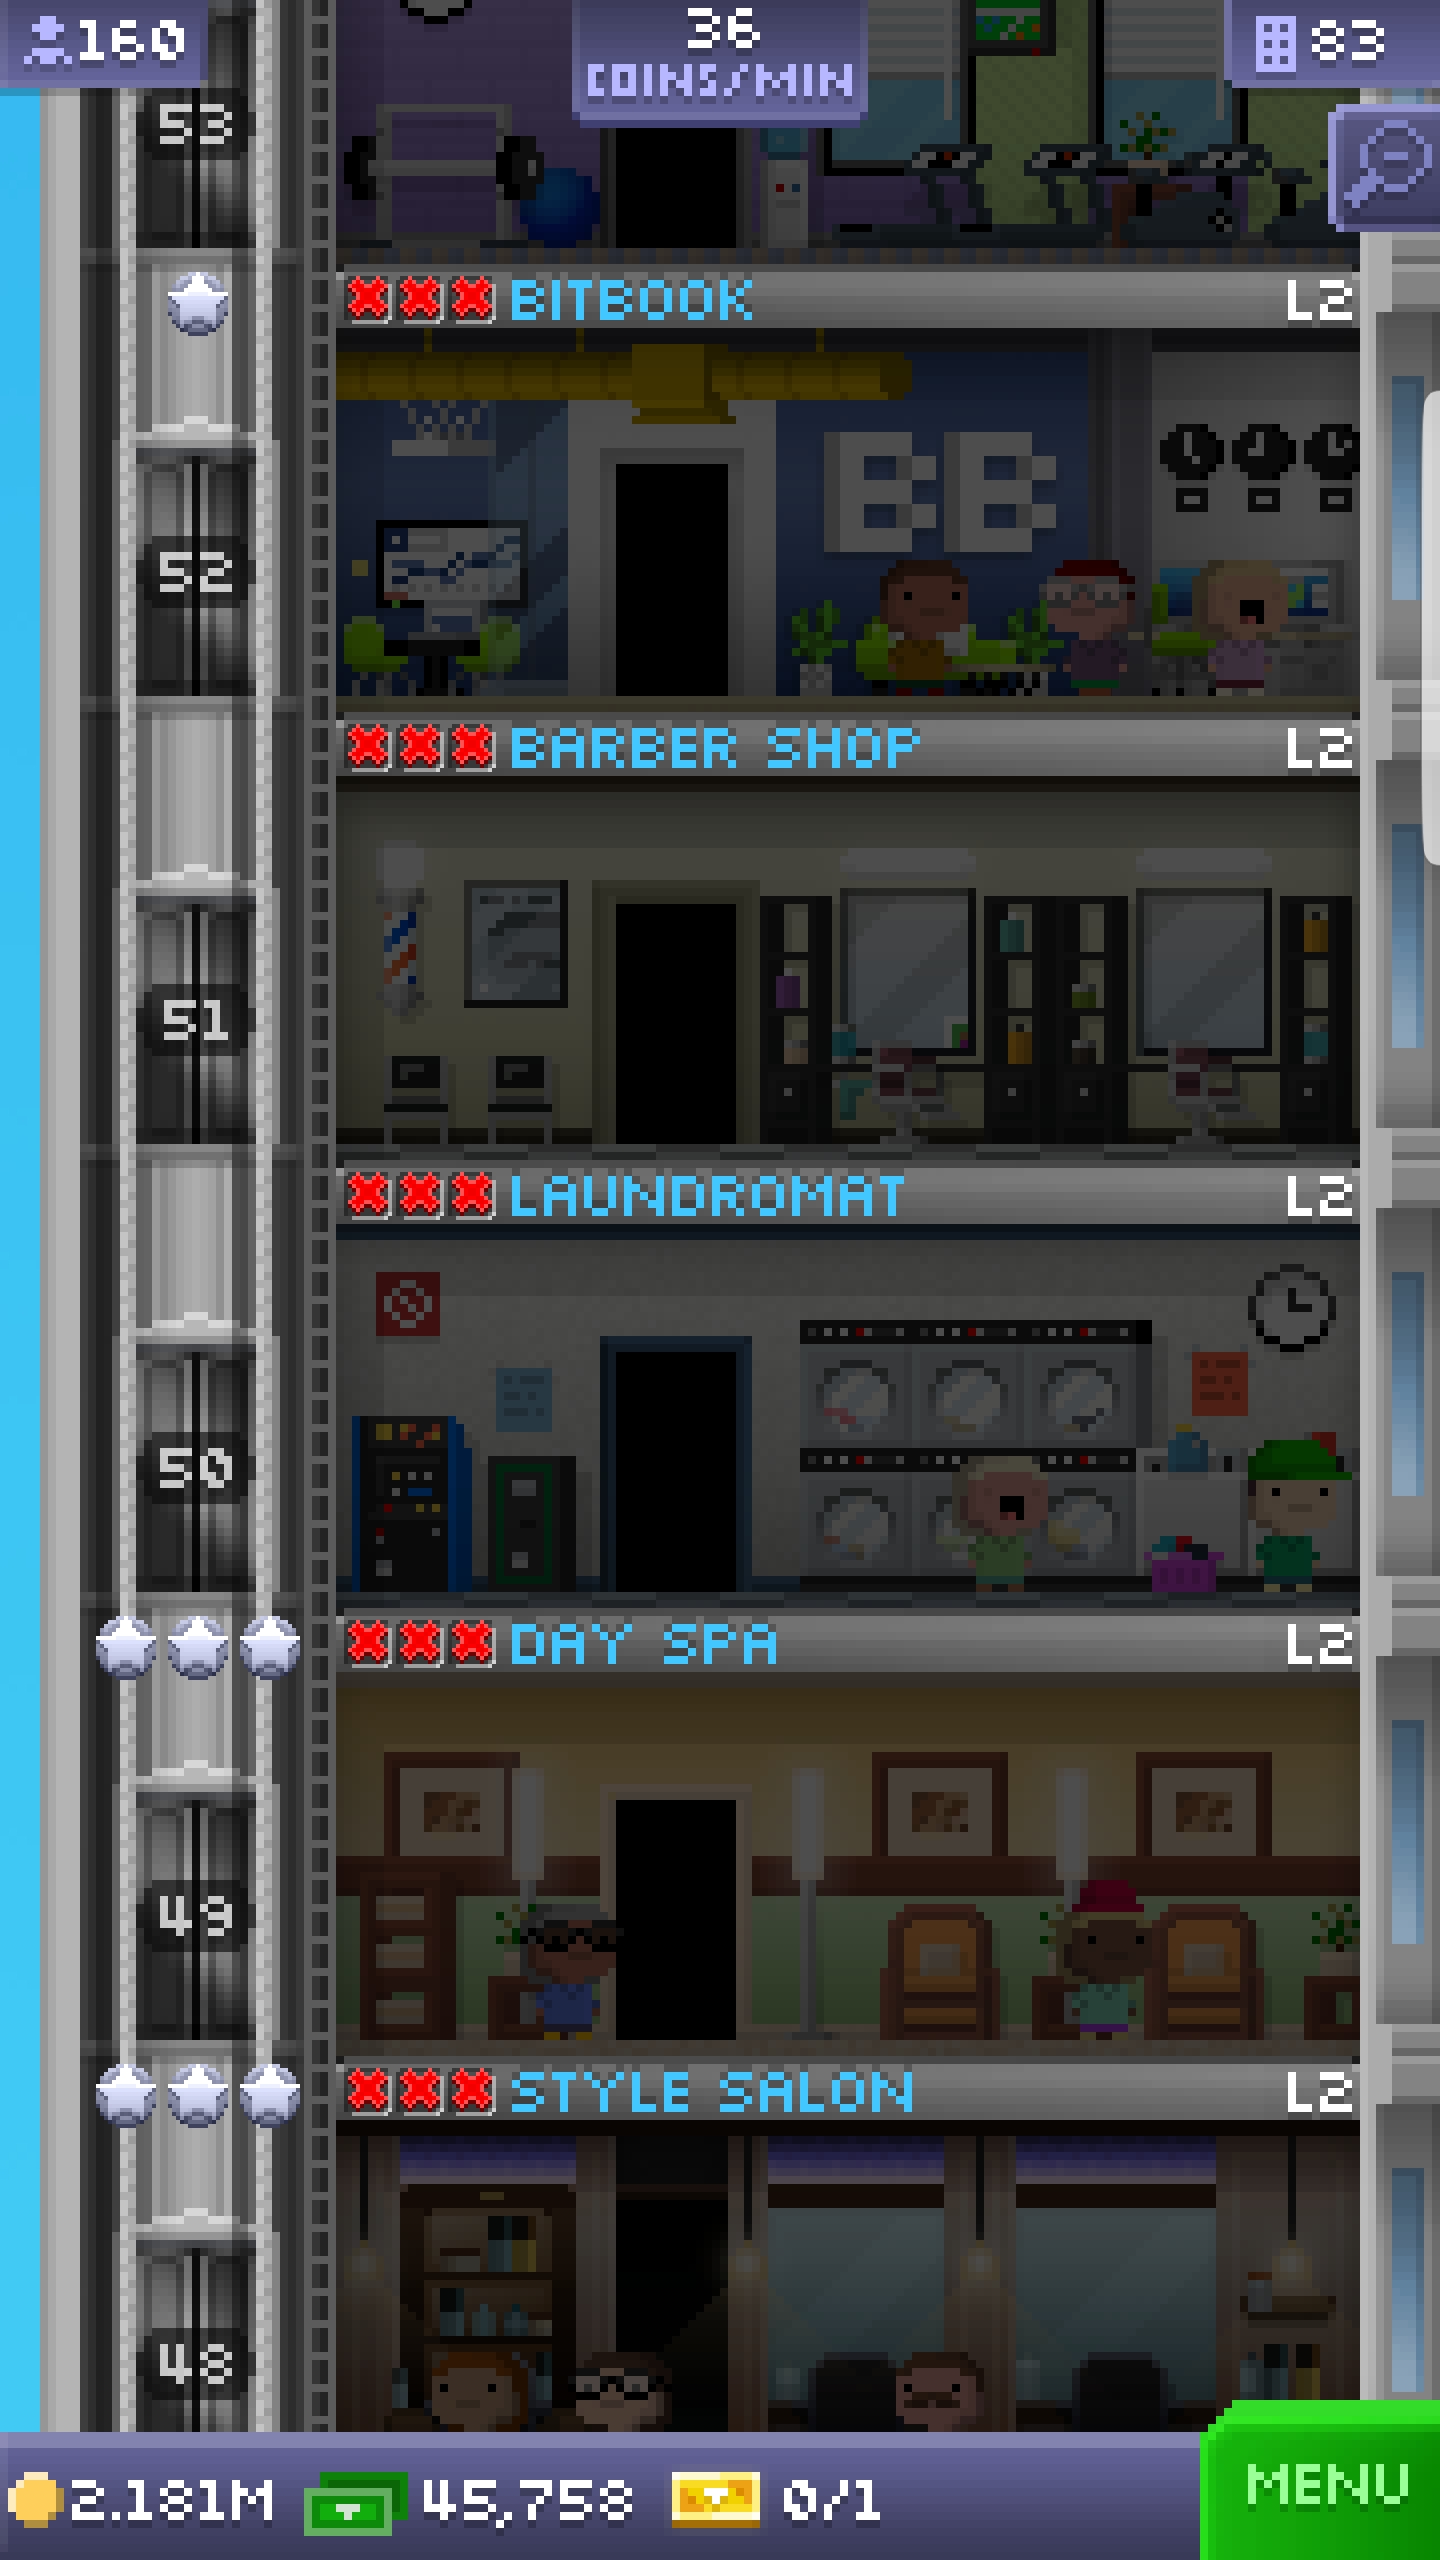 160
36
COINS/MIN
83
53
BITBOOK L2
BB
52
BARBER SHOP L2
51
LAUNDROMAT L2
50
DAY SPA L2
49
STYLE SALON L2
48
2.181M 45,758 0/1 MENU